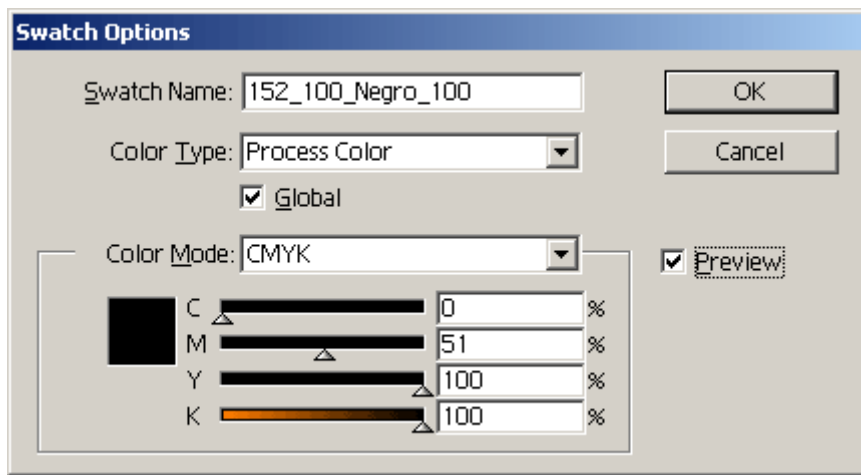 Swatch Options
Swatch Name: 152_100_Negro_100
OK
Color Type: Process Color
Cancel
Global
Color Mode: CMYK
Preview
C 0 %
M 51 %
Y 100 %
K 100 %